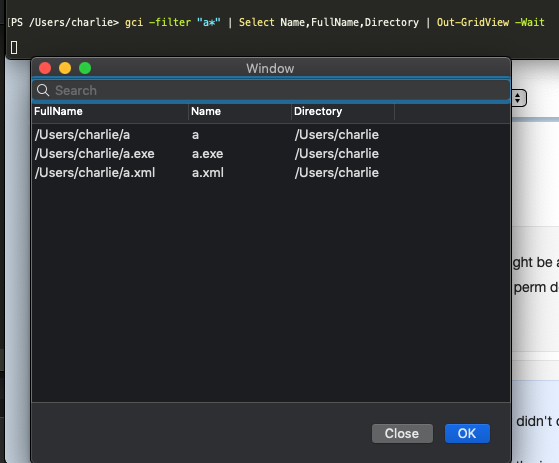 [PS /Users/charlie> gci -filter "a*" | Select Name,FullName,Directory | Out-GridView -Wait
Window
Search
FullName Name Directory
/Users/charlie/a a /Users/charlie
/Users/charlie/a.exe a.exe /Users/charlie
/Users/charlie/a.xml a.xml /Users/charlie
ght be a
perm d
didn't
Close OK